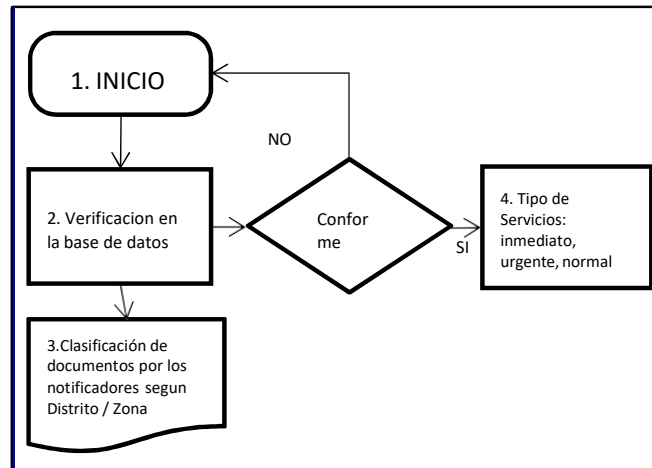 1. INICIO
NO
2. Verificacion en
la base de datos
Confor
me
SI
4. Tipo de
Servicios:
inmediato,
urgente, normal
3.Clasificación de
documentos por los
notificadores segun
Distrito / Zona